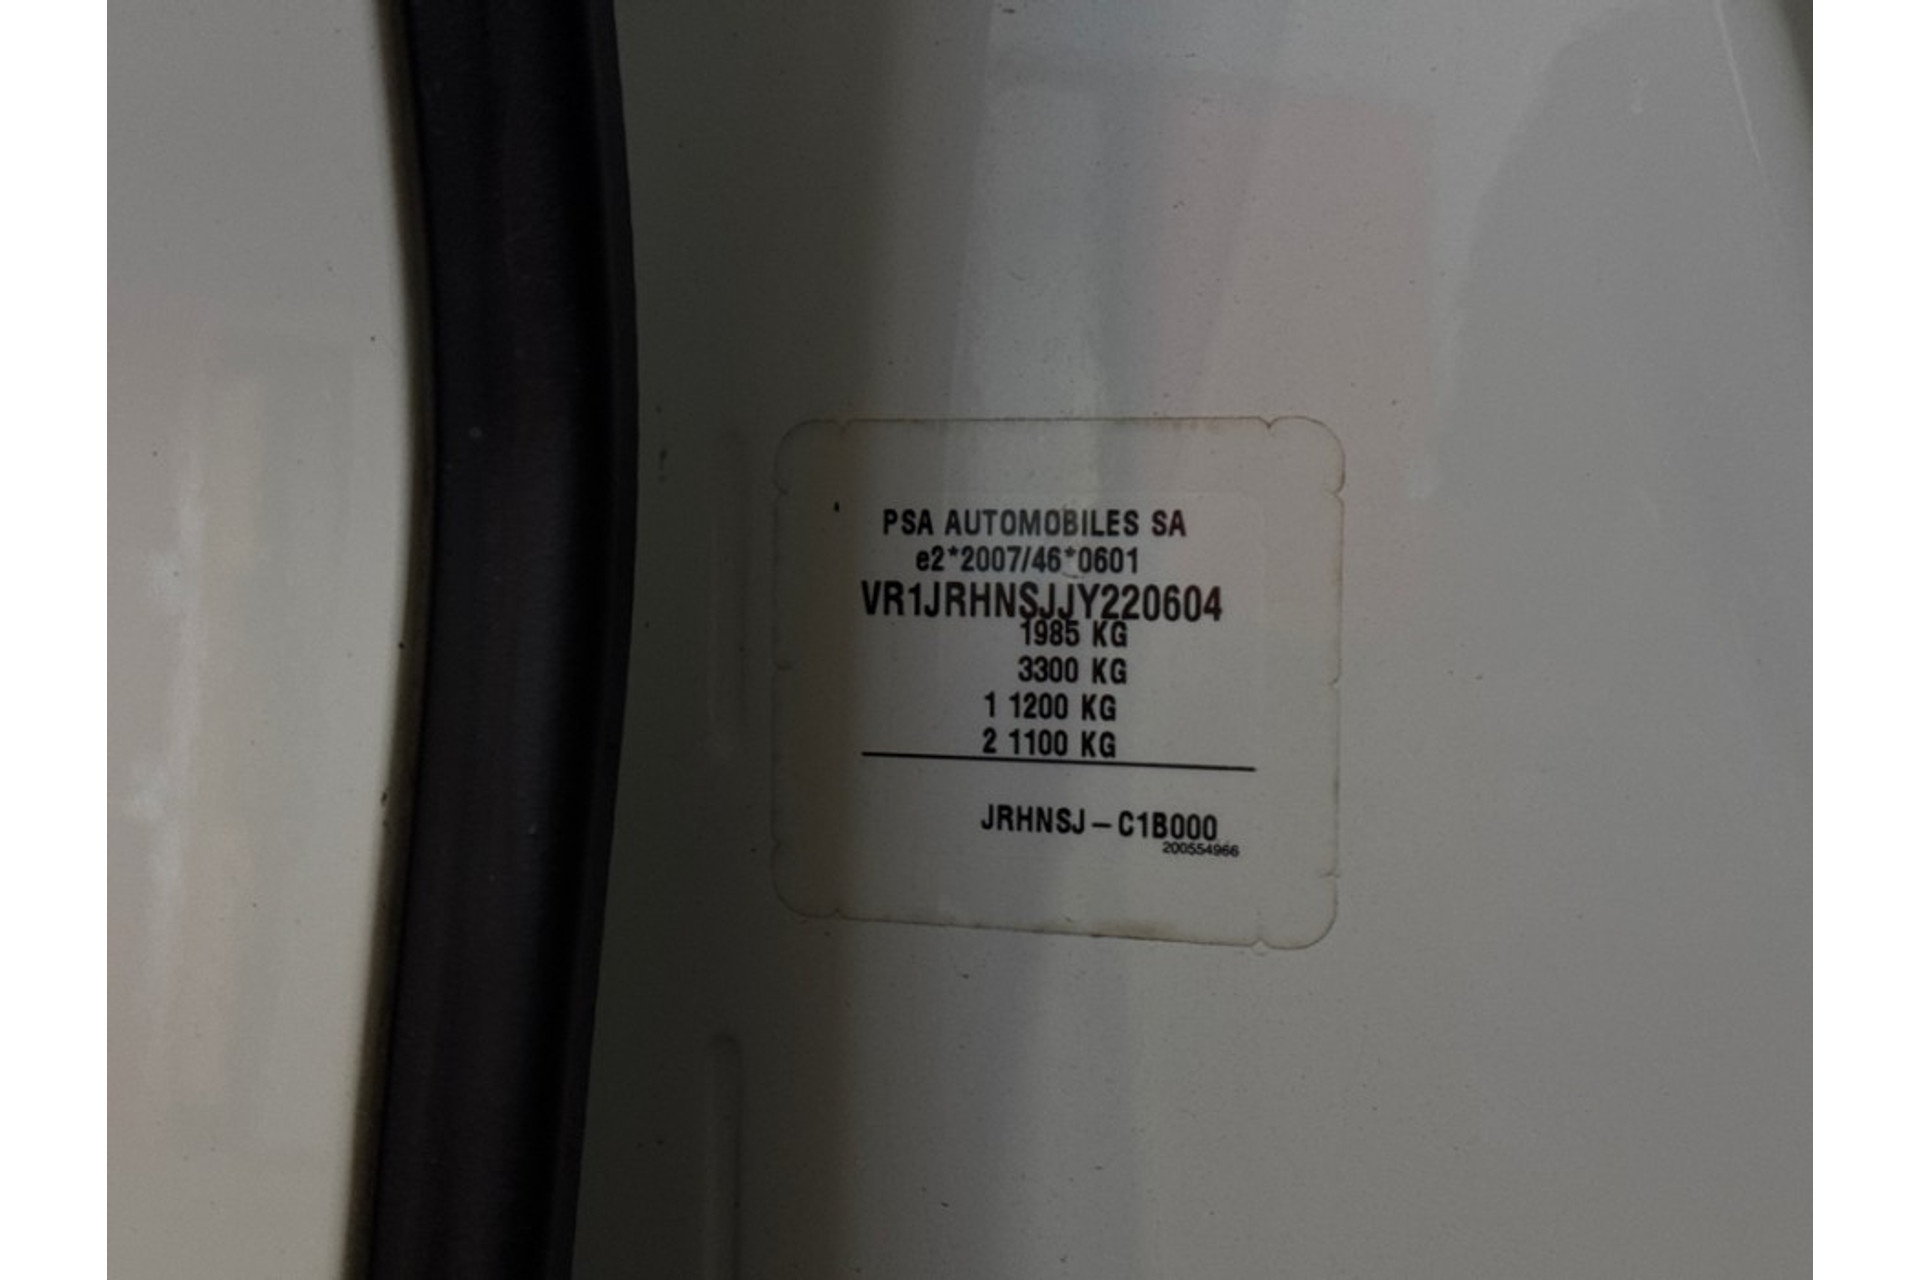 PSA AUTOMOBILES SA
e2*2007/46*0601
VR1JRHNSJJY220604
1985 KG
3300 KG
1 1200 KG
2 1100 KG
JRHNSJ – C1B000
200554966